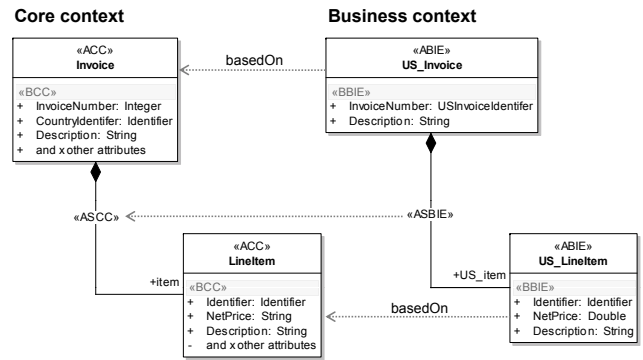 Core context
Business context
«ACC»
Invoice
«BCC»
+ InvoiceNumber: Integer
+ CountryIdentifer: Identifier
+ Description: String
+ and x other attributes
basedOn
«ABIE»
US_Invoice
«BBIE»
+ InvoiceNumber: USInvoiceIdentifer
+ Description: String
«ASCC»
«ASBIE»
+item
«ACC»
LineItem
«BCC»
+ Identifier: Identifier
+ NetPrice: String
+ Description: String
- and x other attributes
basedOn
+US_item
«ABIE»
US_LineItem
«BBIE»
+ Identifier: Identifier
+ NetPrice: Double
+ Description: String